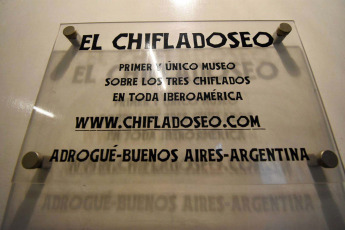 EL CHIFLADOSEO
PRIMER Y ÚNICO MUSEO
SOBRE LOS TRES CHIFLADOS
EN TODA IBEROAMÉRICA
WWW.CHIFLADOSEO.COM
ADROGUÉ-BUENOS AIRES-ARGENTINA